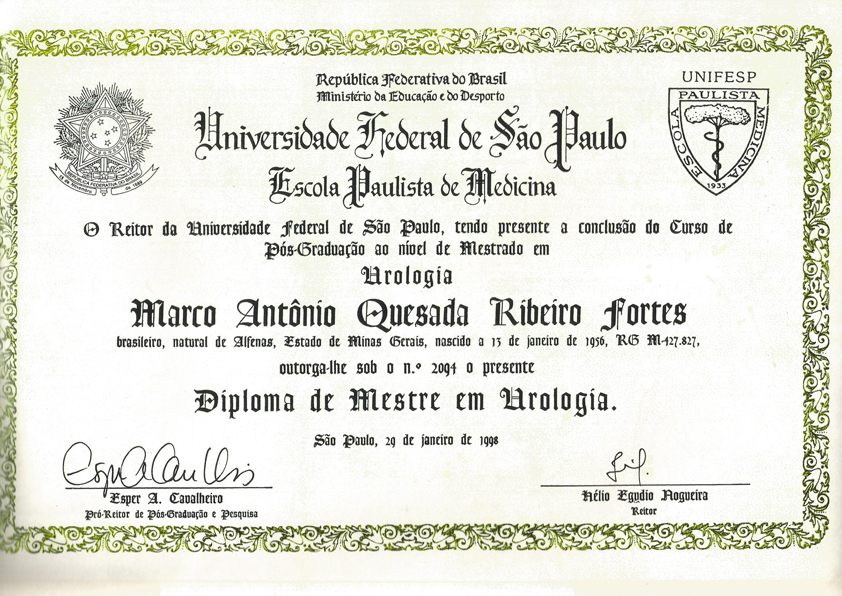 República Federativa do Brasil
Ministério da Educação e do Desporto
Universidade Federal de São Paulo
Escola Paulista de Medicina
UNIFESP
PAULISTA
ESCOLA
MEDICINA
1933
O Reitor da Universidade Federal de São Paulo, tendo presente a conclusão do Curso de
Pós-Graduação ao nível de Mestrado em
Urologia
Marco Antônio Quesada Ribeiro Fortes
brasileiro, natural de Alfenas, Estado de Minas Gerais, nascido a 13 de janeiro de 1956, RG M-427.827,
outorga-lhe sob o n.º 2094 o presente
Diploma de Mestre em Urologia.
São Paulo, 29 de janeiro de 1998
Esper A. Cavalheiro
Pró-Reitor de Pós-Graduação e Pesquisa
Hélio Egydio Nogueira
Reitor